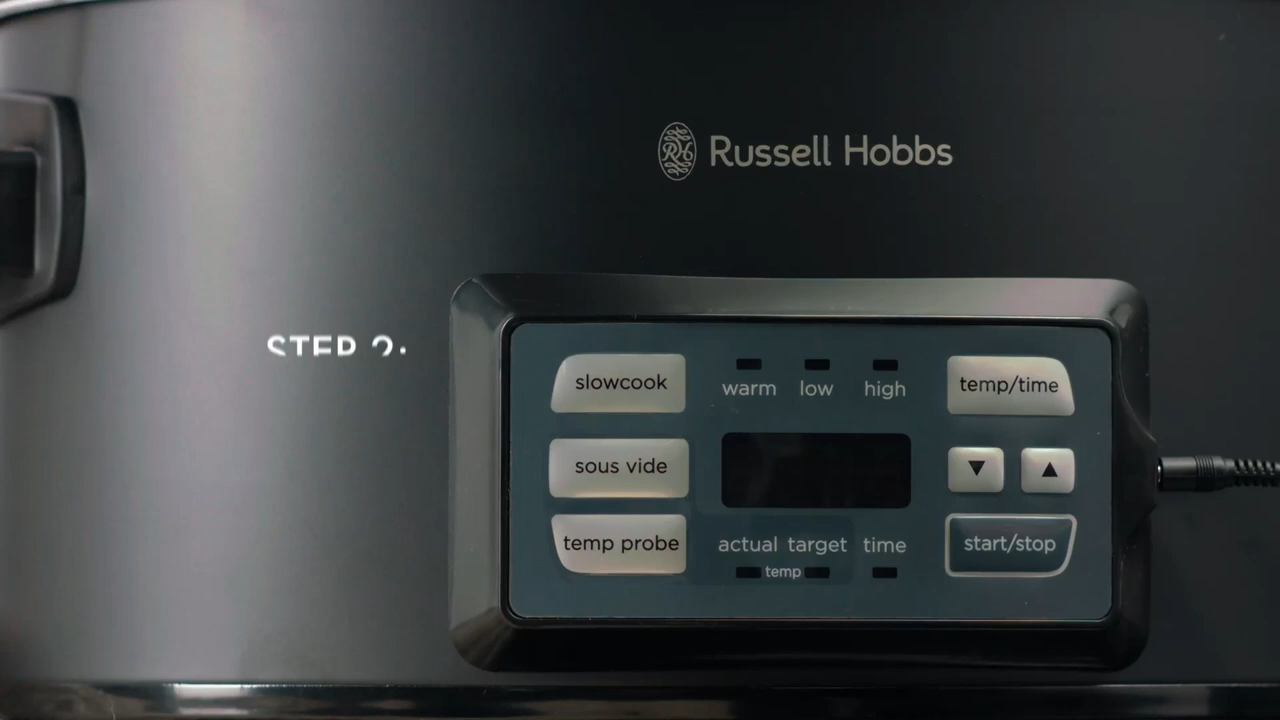 RH Russell Hobbs
STEP 2:
slowcook
warm low high
temp/time
sous vide
▼ ▲
temp probe
actual target time
temp
start/stop